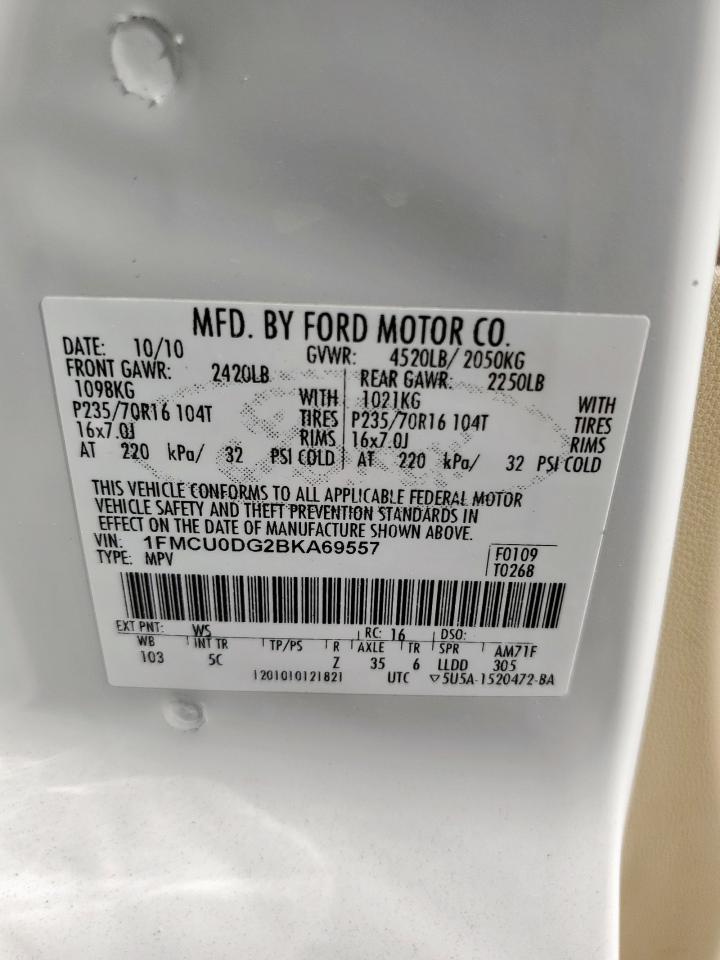 MFD. BY FORD MOTOR CO.
DATE: 10/10 GVWR: 4520LB/ 2050KG
FRONT GAWR: 2420LB REAR GAWR: 2250LB
1098KG WITH 1021KG WITH
P235/70R16 104T TIRES P235/70R16 104T TIRES
16x7.0J RIMS 16x7.0J RIMS
AT 220 kPa/ 32 PSI COLD AT 220 kPa/ 32 PSI COLD
THIS VEHICLE CONFORMS TO ALL APPLICABLE FEDERAL MOTOR
VEHICLE SAFETY AND THEFT PREVENTION STANDARDS IN
EFFECT ON THE DATE OF MANUFACTURE SHOWN ABOVE.
VIN: 1FMCU0DG2BKA69557 F0109
TYPE: MPV T0268
EXT PNT: WS RC: 16 DSO:
WB INT TR TP/PS R AXLE TR SPR AM71F
103 5C Z 35 6 LLDD 305
1201010121821 UTC ▽5U5A-1520472-BA